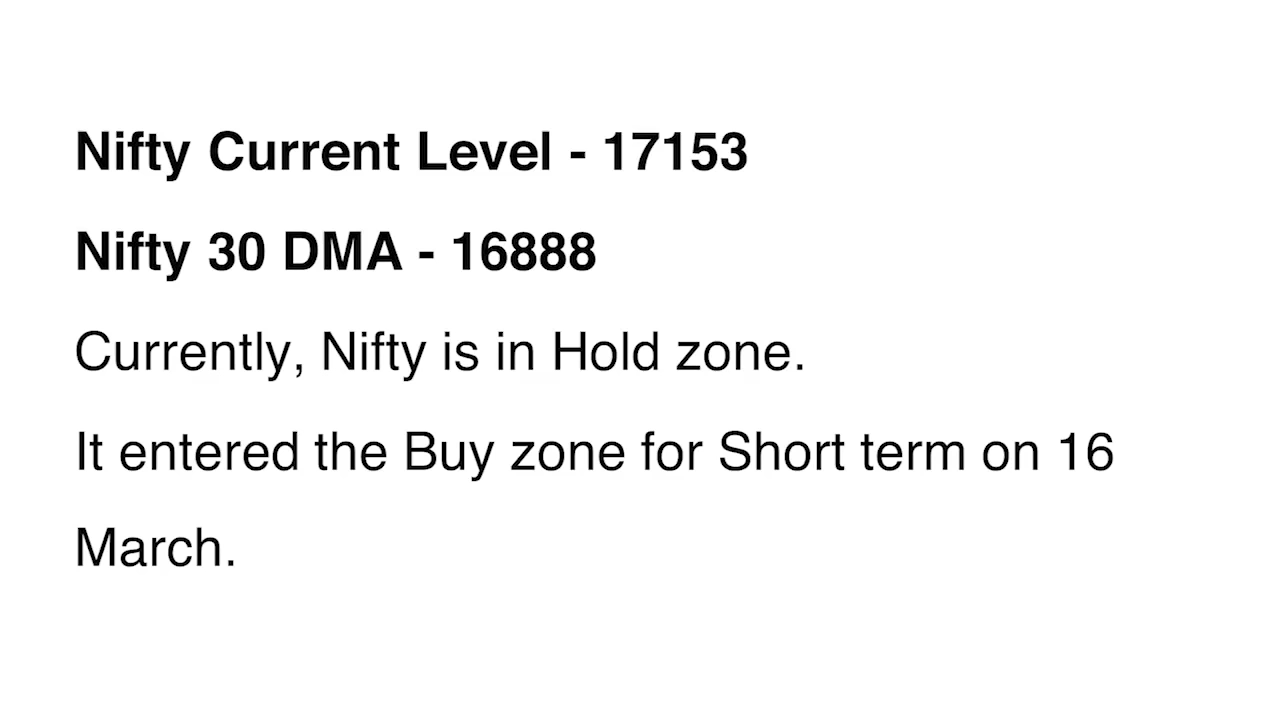 Nifty Current Level - 17153
Nifty 30 DMA - 16888
Currently, Nifty is in Hold zone.
It entered the Buy zone for Short term on 16
March.